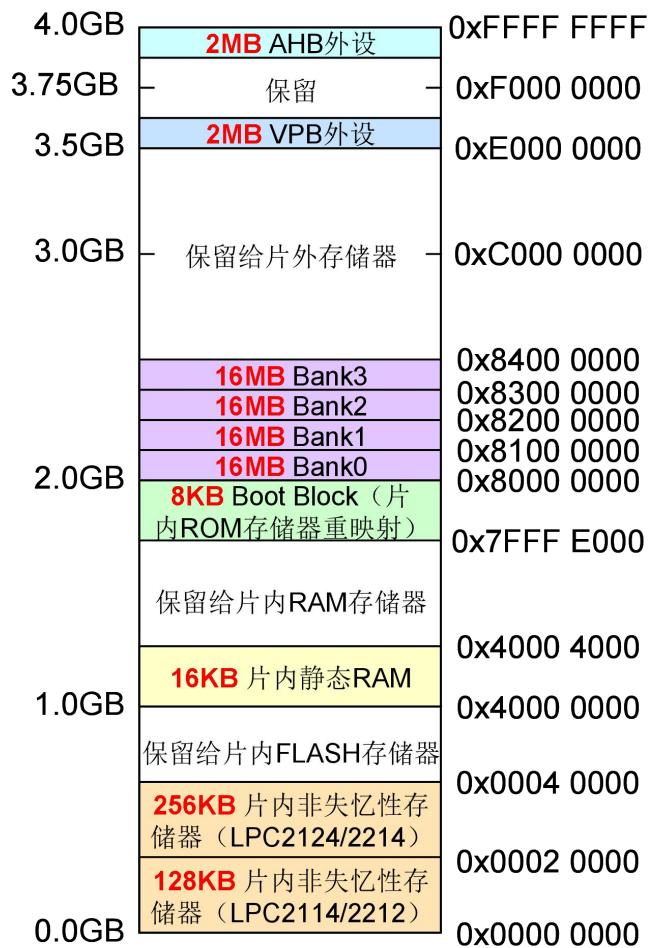 4.0GB
0xFFFF FFFF
2MB AHB外设
3.75GB
保留
0xF000 0000
2MB VPB外设
3.5GB
0xE000 0000
3.0GB
保留给片外存储器
0xC000 0000
0x8400 0000
16MB Bank3
0x8300 0000
16MB Bank2
0x8200 0000
16MB Bank1
0x8100 0000
16MB Bank0
2.0GB
0x8000 0000
8KB Boot Block（片
内ROM存储器重映射）
0x7FFF E000
保留给片内RAM存储器
0x4000 4000
16KB 片内静态RAM
1.0GB
0x4000 0000
保留给片内FLASH存储器
0x0004 0000
256KB 片内非失忆性存
储器（LPC2124/2214）
0x0002 0000
128KB 片内非失忆性存
储器（LPC2114/2212）
0.0GB
0x0000 0000